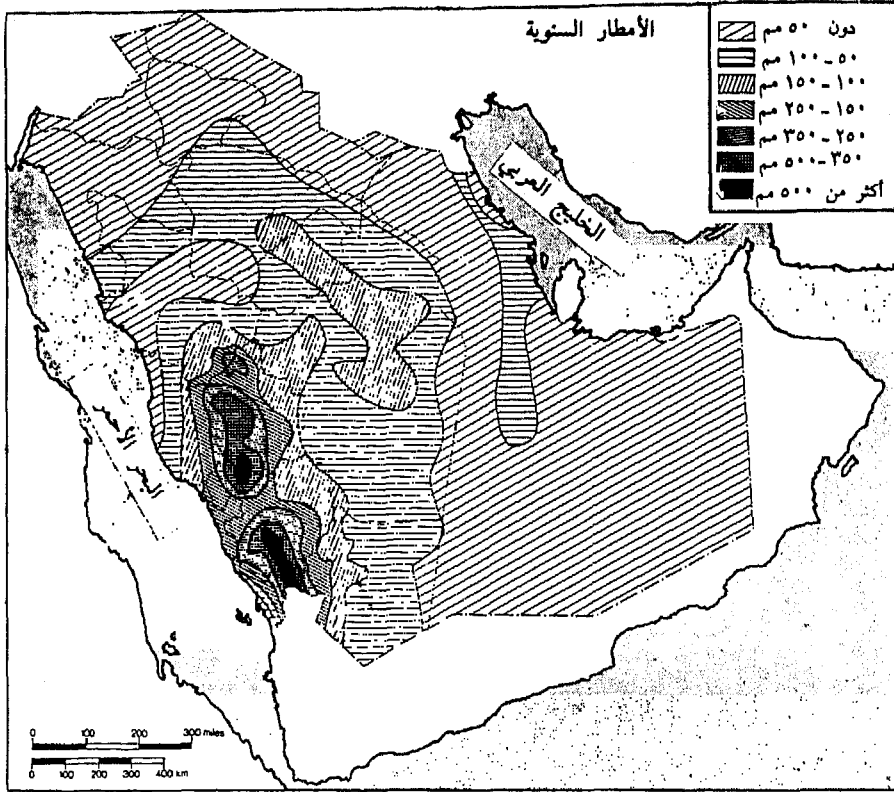 الأمطار السنوية
دون ٥٠ مم
٥٠ - ١٠٠ مم
١٠٠ - ١٥٠ مم
١٥٠ - ٢٥٠ مم
٢٥٠ - ٣٥٠ مم
٣٥٠ - ٥٠٠ مم
أكثر من ٥٠٠ مم
الخليج العربي
البحر الأحمر
0 100 200 300 miles
0 100 200 300 400 km